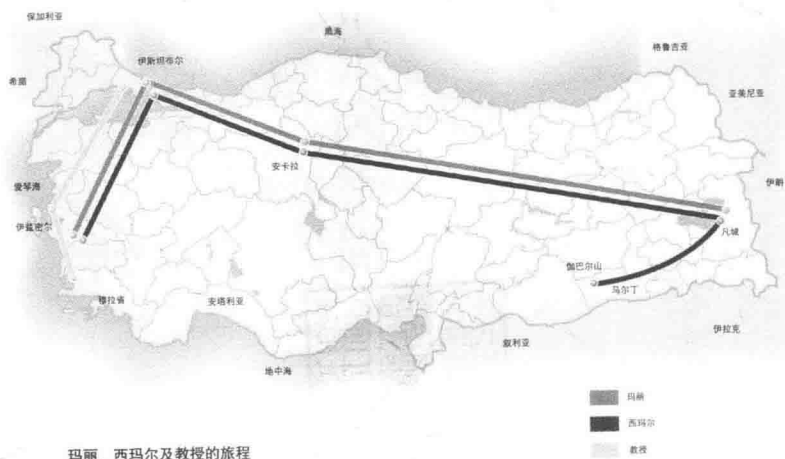 保加利亚
黑海
格鲁吉亚
伊斯坦布尔
希腊
亚美尼亚
安卡拉
爱琴海
伊朗
伊兹密尔
凡城
伽巴尔山
马尔丁
穆拉省
安塔利亚
伊拉克
叙利亚
地中海
玛丽
西玛尔
教授
玛丽 西玛尔及教授的旅程